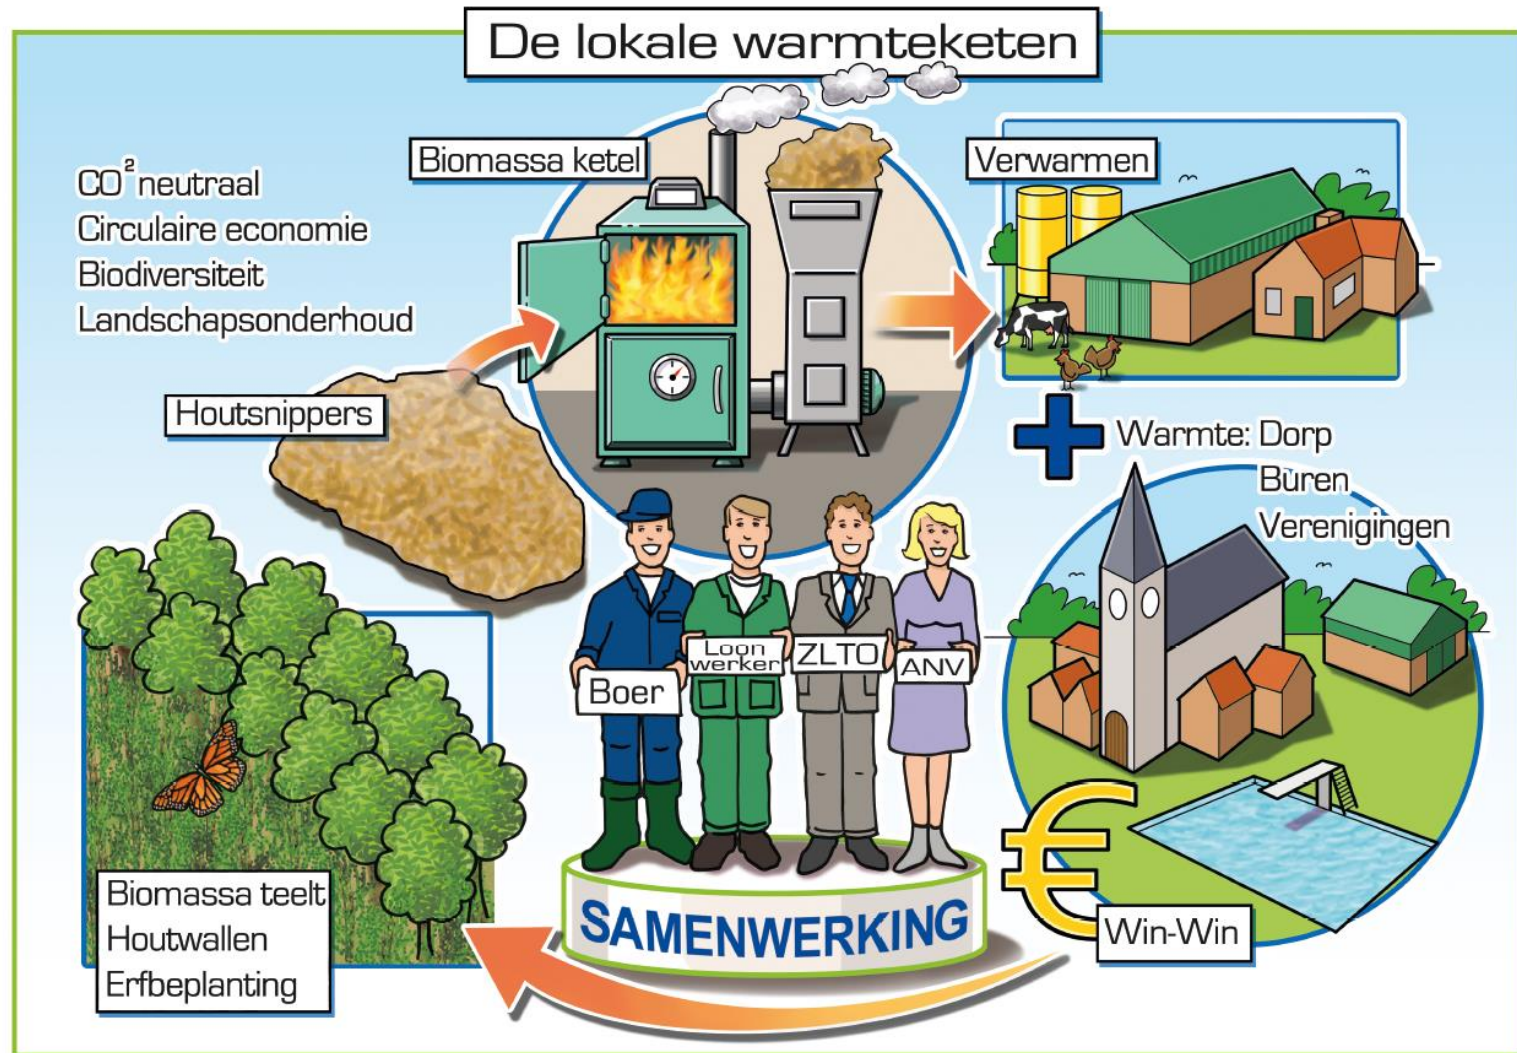 De lokale warmteketen
CO² neutraal
Circulaire economie
Biodiversiteit
Landschapsonderhoud
Biomassa ketel
Verwarmen
Houtsnippers
Warmte: Dorp
Buren
Verenigingen
Boer
Loon
werker
ZLTO
ANV
SAMENWERKING
€
Win-Win
Biomassa teelt
Houtwallen
Erfbeplanting